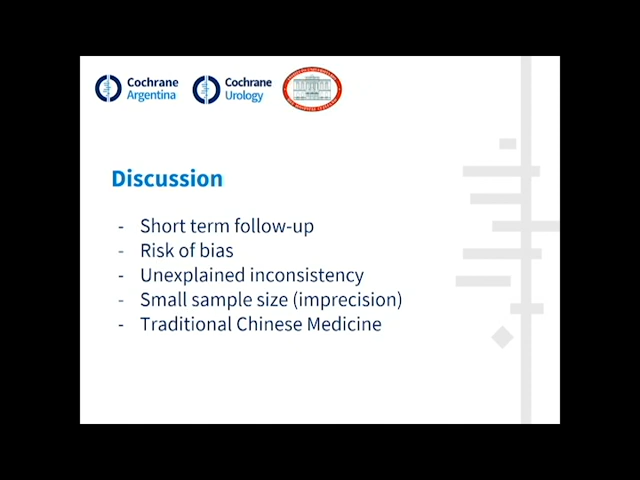 Cochrane
Argentina
Cochrane
Urology
Discussion
- Short term follow-up
- Risk of bias
- Unexplained inconsistency
- Small sample size (imprecision)
- Traditional Chinese Medicine